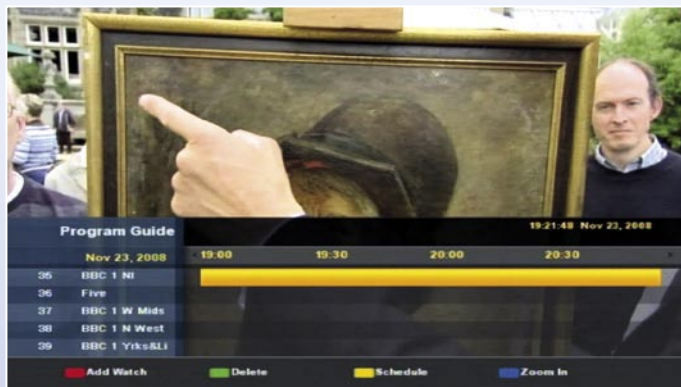 Program Guide
19:21:48 Nov 23, 2008
Nov 23, 2008 19:00 19:30 20:00 20:30
35 BBC 1 NI
36 Five
37 BBC 1 W Mids
38 BBC 1 N West
39 BBC 1 Yrks&Li
Add Watch Delete Schedule Zoom In